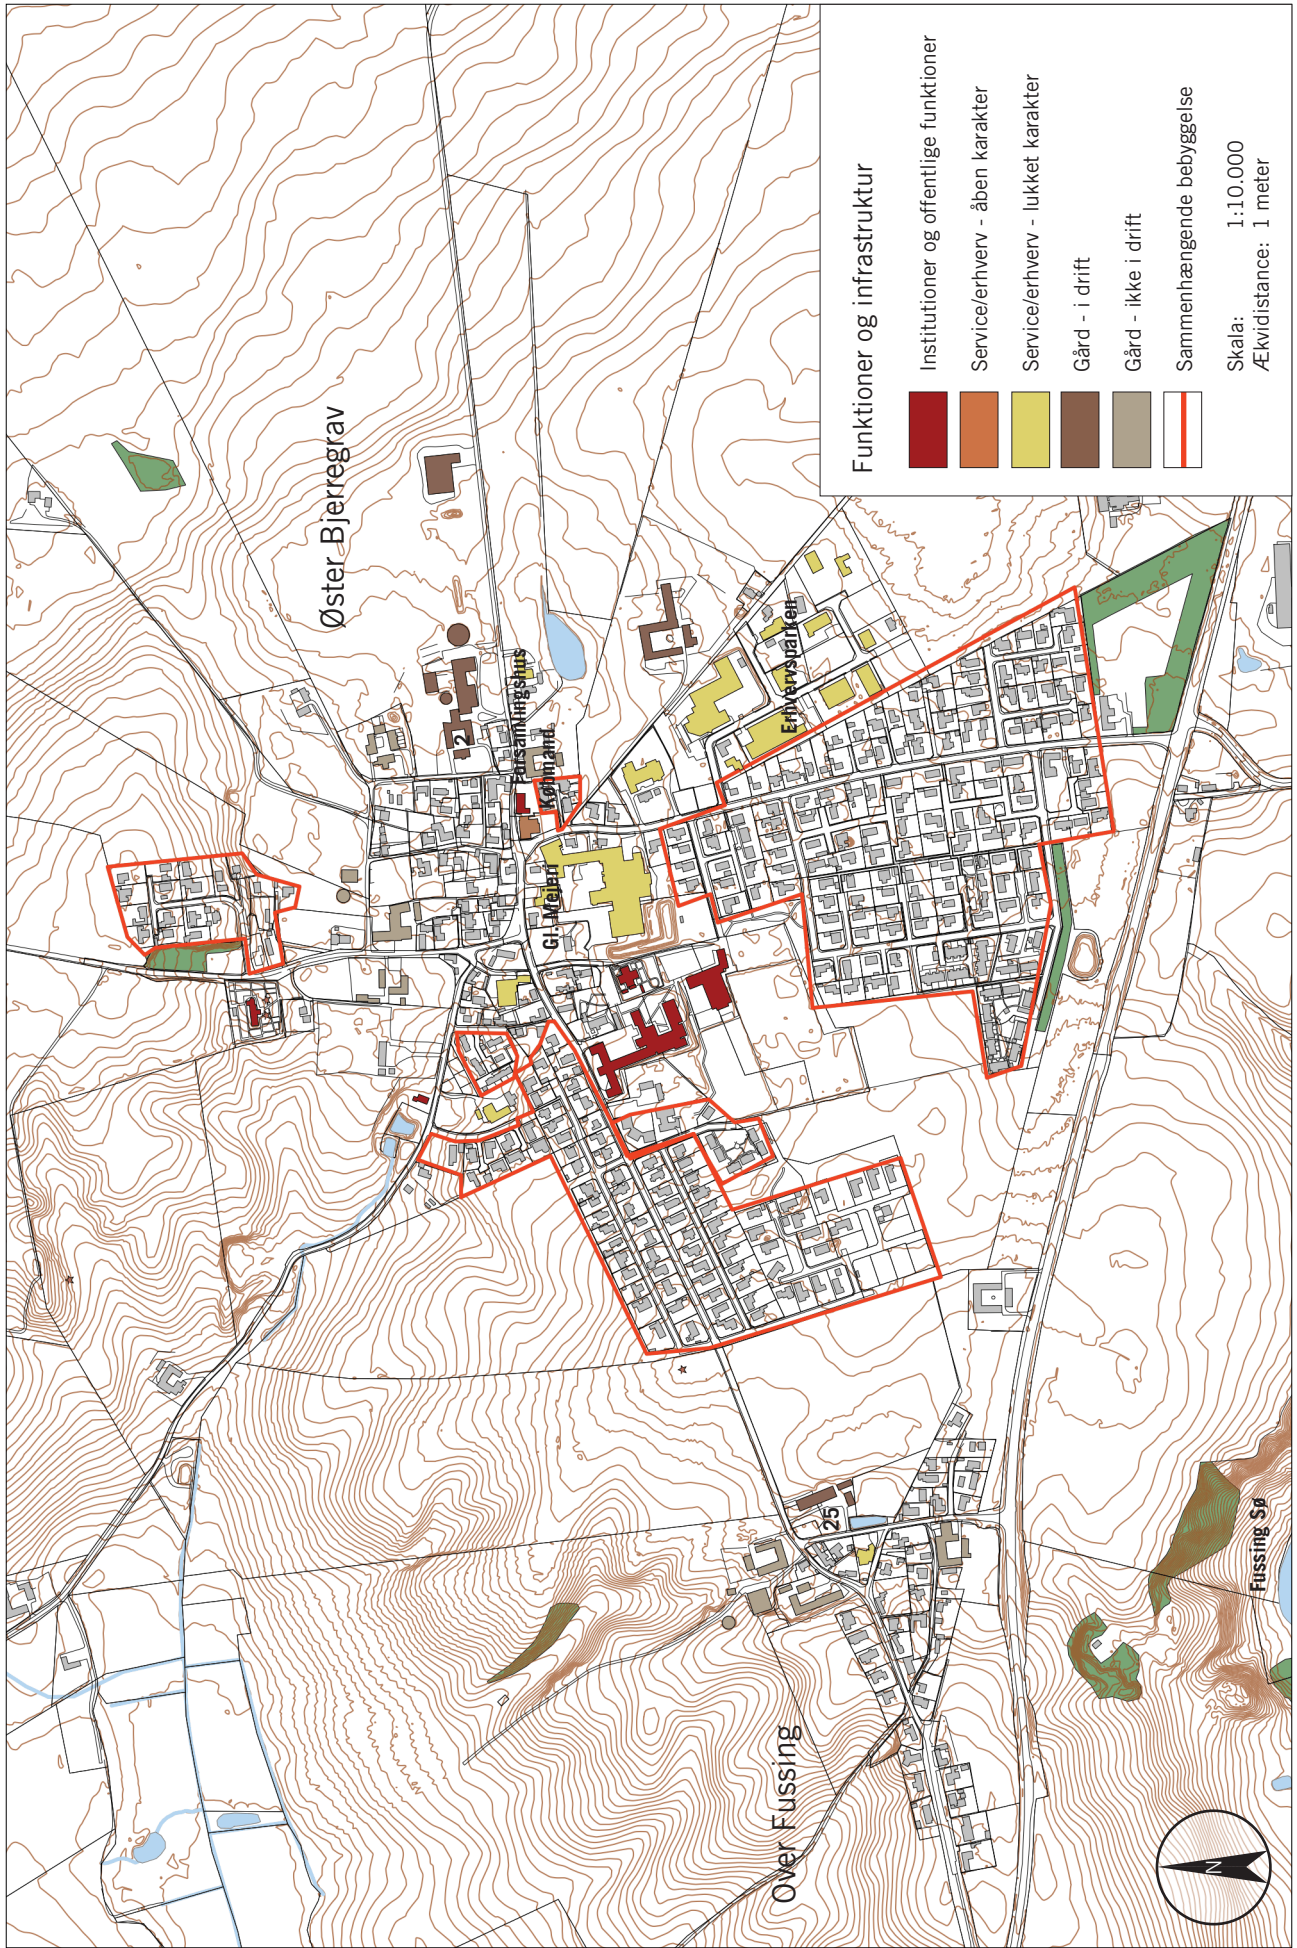 Øster Bjerregrav
2
Forsamlingshus
Købmand
Gl. Mejeri
Erhvervsparken
25
Over Fussing
Fussing Sø
N
Funktioner og infrastruktur
Institutioner og offentlige funktioner
Service/erhverv - åben karakter
Service/erhverv - lukket karakter
Gård - i drift
Gård - ikke i drift
Sammenhængende bebyggelse
Skala: 1:10.000
Ækvidistance: 1 meter